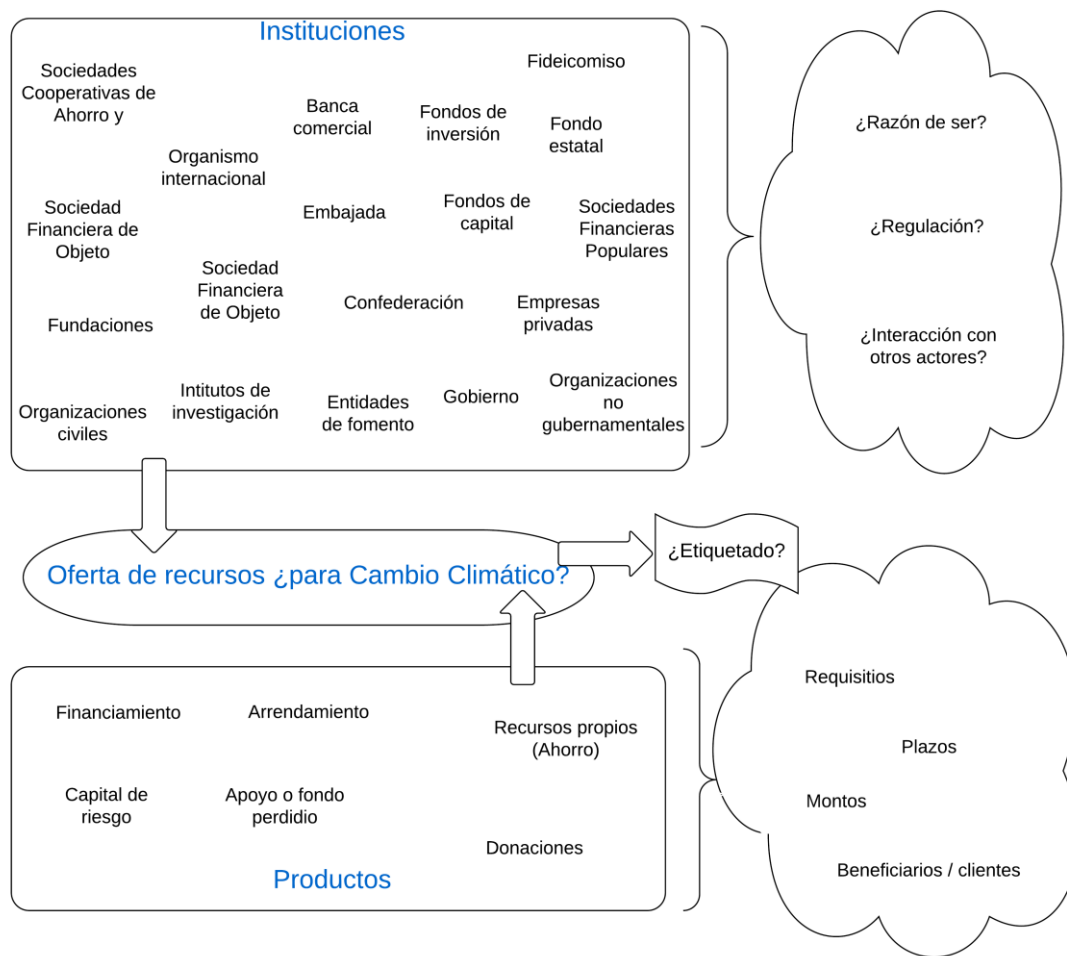 Instituciones
Fideicomiso
Sociedades
Cooperativas de
Ahorro y
Banca
comercial
Fondos de
inversión
Fondo
estatal
Organismo
internacional
Sociedad
Financiera de
Objeto
Embajada
Fondos de
capital
Sociedades
Financieras
Populares
Sociedad
Financiera
de Objeto
Fundaciones
Confederación
Empresas
privadas
Organizaciones
civiles
Intitutos de
investigación
Entidades
de fomento
Gobierno
Organizaciones
no
gubernamentales
¿Razón de ser?
¿Regulación?
¿Interacción con
otros actores?
Oferta de recursos ¿para Cambio Climático?
¿Etiquetado?
Financiamiento
Arrendamiento
Recursos propios
(Ahorro)
Capital de
riesgo
Apoyo o fondo
perdidio
Donaciones
Productos
Requisitios
Plazos
Montos
Beneficiarios / clientes